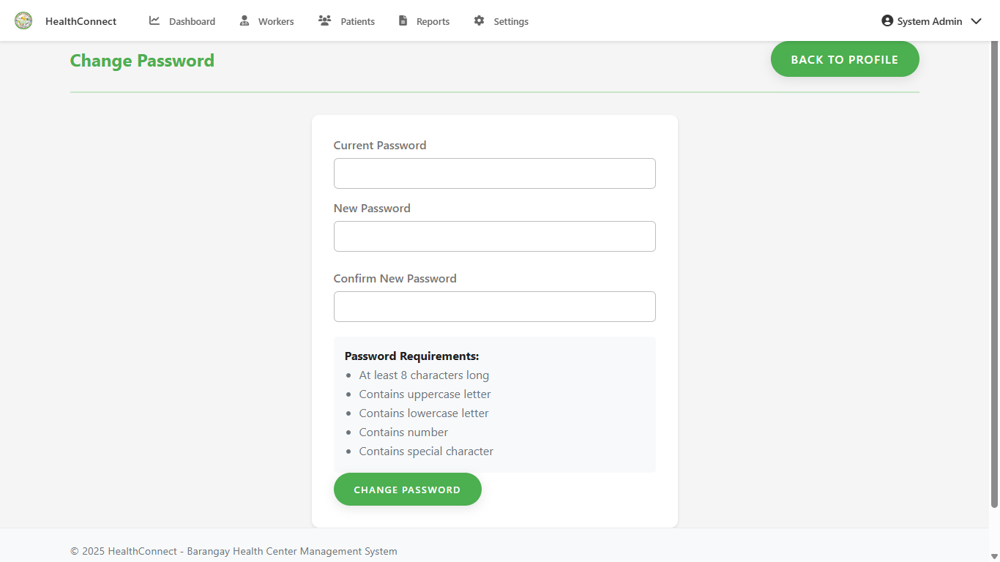 HealthConnect Dashboard Workers Patients Reports Settings System Admin
Change Password BACK TO PROFILE
Current Password
New Password
Confirm New Password
Password Requirements:
At least 8 characters long
Contains uppercase letter
Contains lowercase letter
Contains number
Contains special character
CHANGE PASSWORD
© 2025 HealthConnect - Barangay Health Center Management System